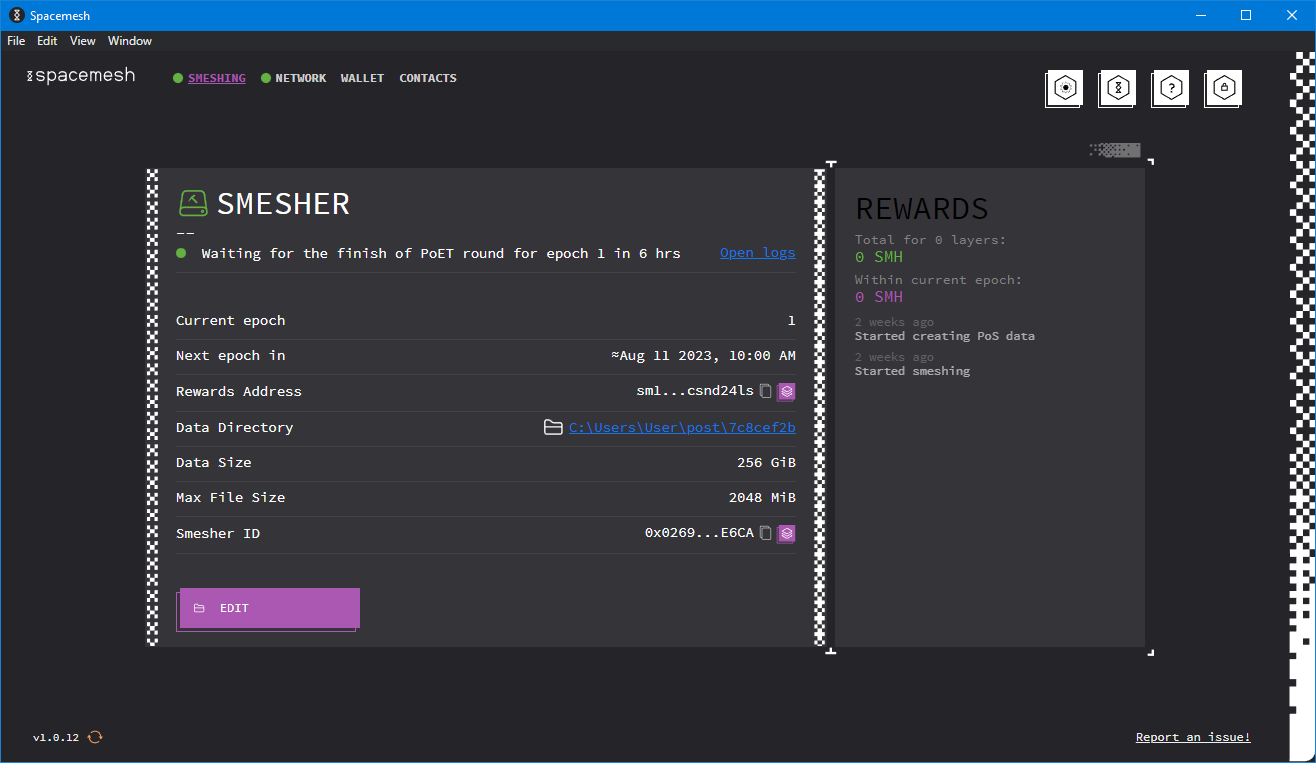 Spacemesh
File Edit View Window
spacemesh SMESHING NETWORK WALLET CONTACTS
?
SMESHER
--
Waiting for the finish of PoET round for epoch 1 in 6 hrs Open logs
Current epoch 1
Next epoch in ≈Aug 11 2023, 10:00 AM
Rewards Address sm1...csnd24ls
Data Directory C:\Users\User\post\7c8cef2b
Data Size 256 GiB
Max File Size 2048 MiB
Smesher ID 0x0269...E6CA
EDIT
REWARDS
Total for 0 layers:
0 SMH
Within current epoch:
0 SMH
2 weeks ago
Started creating PoS data
2 weeks ago
Started smeshing
v1.0.12
Report an issue!